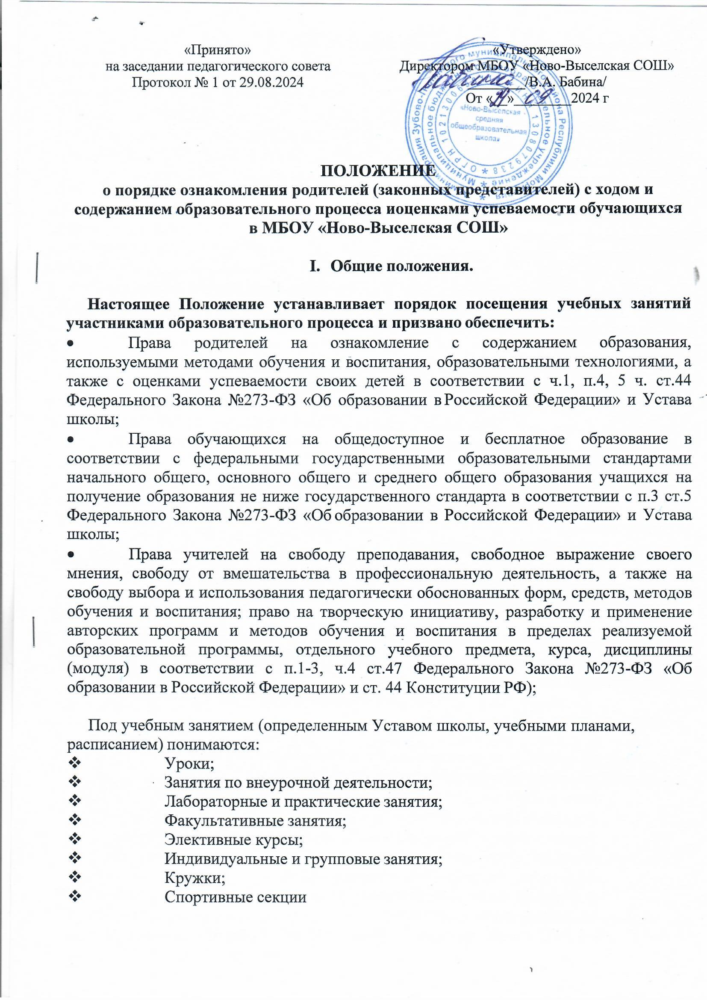 «Принято»
на заседании педагогического совета
Протокол № 1 от 29.08.2024
«Утверждено»
Директором МБОУ «Ново-Выселская СОШ»
________/В.А. Бабина/
От «__»________2024 г
«Ново-Выселская
средняя
общеобразовательная
школа»
ПОЛОЖЕНИЕ
о порядке ознакомления родителей (законных представителей) с ходом и
содержанием образовательного процесса иоценками успеваемости обучающихся
в МБОУ «Ново-Выселская СОШ»
I. Общие положения.
Настоящее Положение устанавливает порядок посещения учебных занятий
участниками образовательного процесса и призвано обеспечить:
• Права родителей на ознакомление с содержанием образования,
используемыми методами обучения и воспитания, образовательными технологиями, а
также с оценками успеваемости своих детей в соответствии с ч.1, п.4, 5 ч. ст.44
Федерального Закона №273-ФЗ «Об образовании в Российской Федерации» и Устава
школы;
• Права обучающихся на общедоступное и бесплатное образование в
соответствии с федеральными государственными образовательными стандартами
начального общего, основного общего и среднего общего образования учащихся на
получение образования не ниже государственного стандарта в соответствии с п.3 ст.5
Федерального Закона №273-ФЗ «Об образовании в Российской Федерации» и Устава
школы;
• Права учителей на свободу преподавания, свободное выражение своего
мнения, свободу от вмешательства в профессиональную деятельность, а также на
свободу выбора и использования педагогически обоснованных форм, средств, методов
обучения и воспитания; право на творческую инициативу, разработку и применение
авторских программ и методов обучения и воспитания в пределах реализуемой
образовательной программы, отдельного учебного предмета, курса, дисциплины
(модуля) в соответствии с п.1-3, ч.4 ст.47 Федерального Закона №273-ФЗ «Об
образовании в Российской Федерации» и ст. 44 Конституции РФ);
Под учебным занятием (определенным Уставом школы, учебными планами,
расписанием) понимаются:
❖ Уроки;
❖ Занятия по внеурочной деятельности;
❖ Лабораторные и практические занятия;
❖ Факультативные занятия;
❖ Элективные курсы;
❖ Индивидуальные и групповые занятия;
❖ Кружки;
❖ Спортивные секции